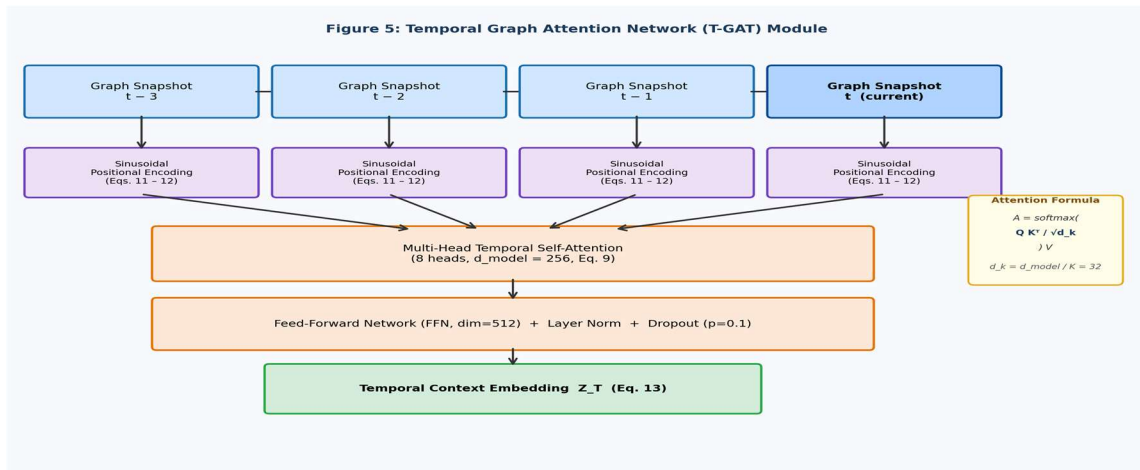 Figure 5: Temporal Graph Attention Network (T-GAT) Module
Graph Snapshot
t − 3
Graph Snapshot
t − 2
Graph Snapshot
t − 1
Graph Snapshot
t (current)
Sinusoidal
Positional Encoding
(Eqs. 11 – 12)
Sinusoidal
Positional Encoding
(Eqs. 11 – 12)
Sinusoidal
Positional Encoding
(Eqs. 11 – 12)
Sinusoidal
Positional Encoding
(Eqs. 11 – 12)
Attention Formula
A = softmax(
Q Kᵀ / √d_k
) V
d_k = d_model / K = 32
Multi-Head Temporal Self-Attention
(8 heads, d_model = 256, Eq. 9)
Feed-Forward Network (FFN, dim=512) + Layer Norm + Dropout (p=0.1)
Temporal Context Embedding Z_T (Eq. 13)